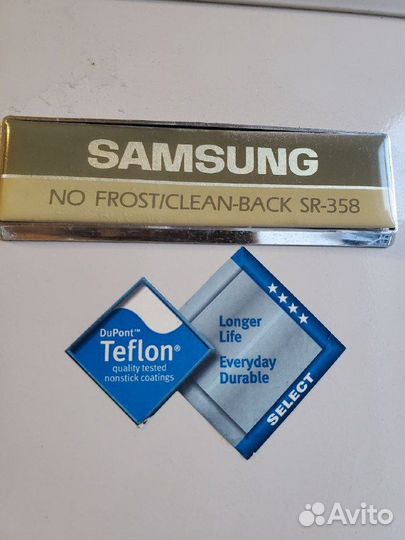 SAMSUNG
NO FROST/CLEAN-BACK SR-358
DuPont™
Teflon®
quality tested
nonstick coatings
Longer
Life
Everyday
Durable
★★★★
SELECT
Avito